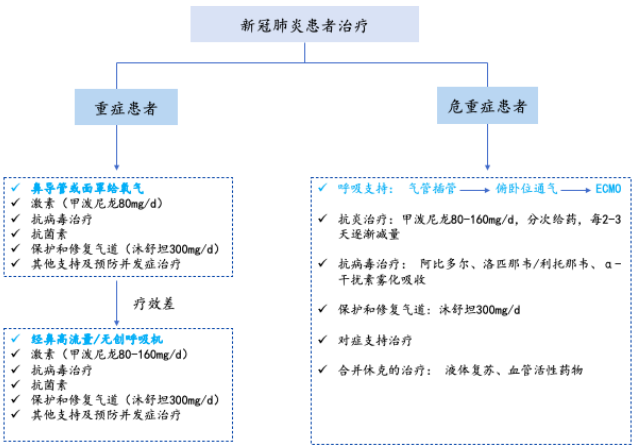 新冠肺炎患者治疗
重症患者
危重症患者
✓ 鼻导管或面罩给氧气
✓ 激素（甲泼尼龙80mg/d）
✓ 抗病毒治疗
✓ 抗菌素
✓ 保护和修复气道（沐舒坦300mg/d）
✓ 其他支持及预防并发症治疗
疗效差
✓ 经鼻高流量/无创呼吸机
✓ 激素（甲泼尼龙80-160mg/d）
✓ 抗病毒治疗
✓ 抗菌素
✓ 保护和修复气道（沐舒坦300mg/d）
✓ 其他支持及预防并发症治疗
✓ 呼吸支持： 气管插管 → 俯卧位通气 → ECMO
✓ 抗炎治疗：甲泼尼龙80-160mg/d，分次给药，每2-3
天逐渐减量
✓ 抗病毒治疗： 阿比多尔、洛匹那韦/利托那韦、α-
干扰素雾化吸收
✓ 保护和修复气道：沐舒坦300mg/d
✓ 对症支持治疗
✓ 合并休克的治疗： 液体复苏、血管活性药物